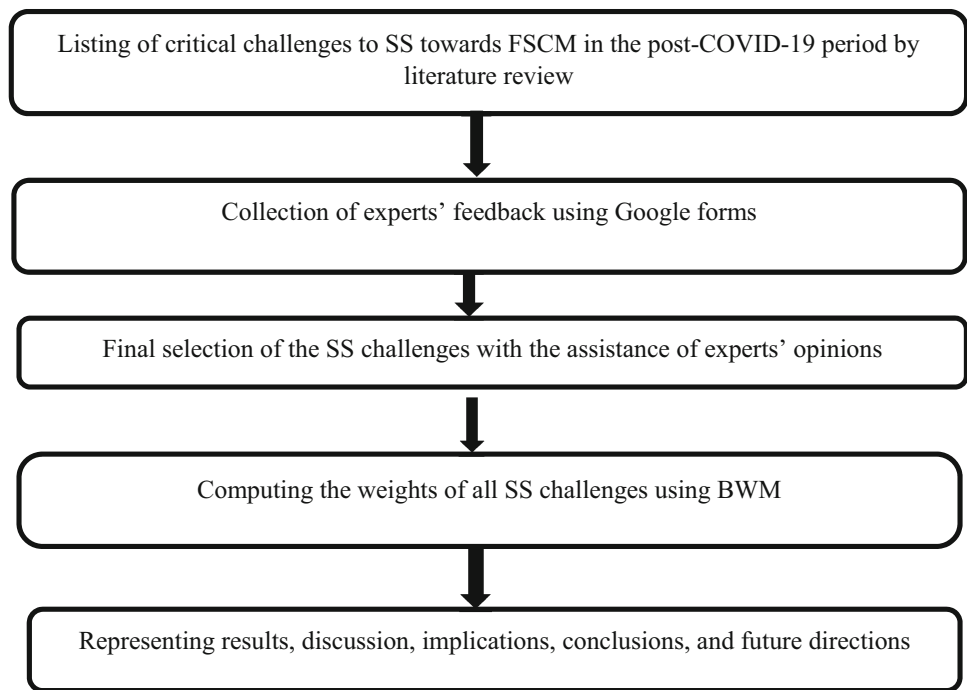 Listing of critical challenges to SS towards FSCM in the post-COVID-19 period by
literature review
Collection of experts’ feedback using Google forms
Final selection of the SS challenges with the assistance of experts’ opinions
Computing the weights of all SS challenges using BWM
Representing results, discussion, implications, conclusions, and future directions